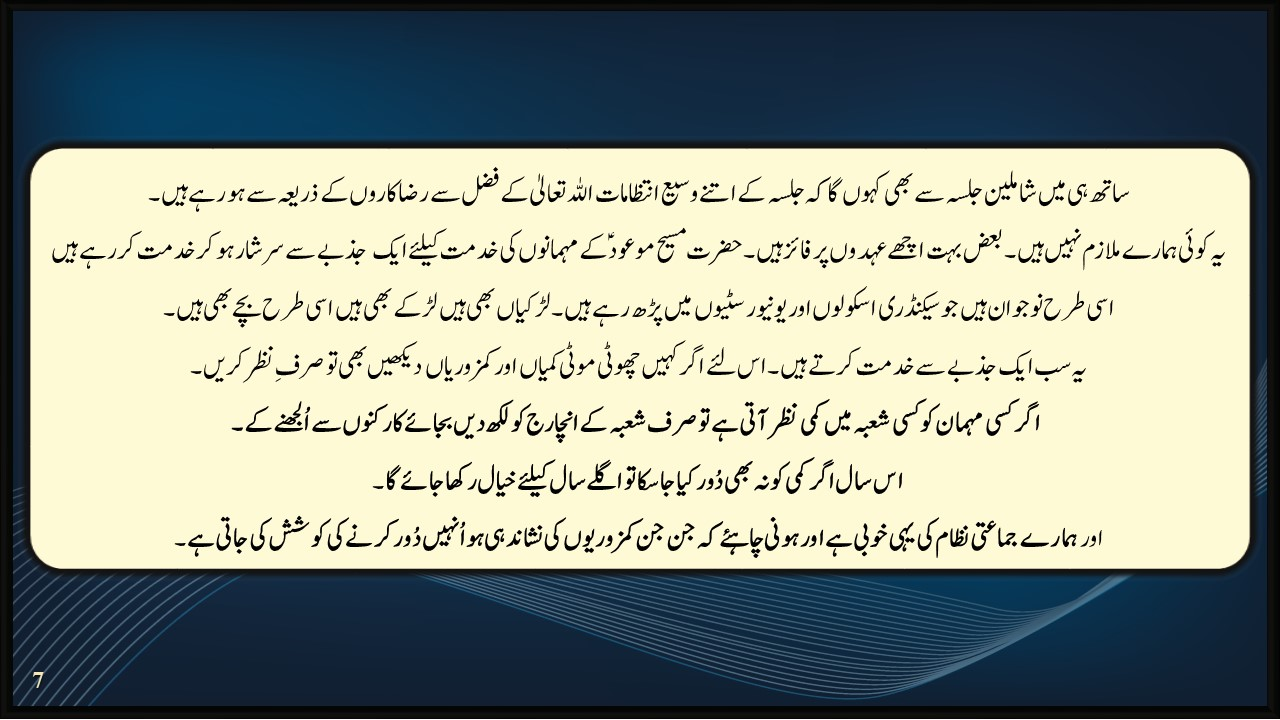 ساتھ ہی میں شاملین جلسہ سے بھی کہوں گا کہ جلسہ کے اتنے وسیع انتظامات اللہ تعالیٰ کے فضل سے رضاکاروں کے ذریعہ سے ہو رہے ہیں۔
یہ کوئی ہمارے ملازم نہیں ہیں۔ بعض بہت اچھے عہدوں پر فائز ہیں۔ حضرت مسیح موعودؑ کے مہمانوں کی خدمت کیلئے ایک جذبے سے سرشار ہو کر خدمت کر رہے ہیں
اسی طرح نوجوان ہیں جو سیکنڈری اسکولوں اور یونیورسٹیوں میں پڑھ رہے ہیں۔ لڑکیاں بھی ہیں لڑکے بھی ہیں اسی طرح بچے بھی ہیں۔
یہ سب ایک جذبے سے خدمت کرتے ہیں۔ اس لئے اگر کہیں چھوٹی موٹی کمیاں اور کمزوریاں دیکھیں بھی تو صرفِ نظر کریں۔
اگر کسی مہمان کو کسی شعبہ میں کمی نظر آتی ہے تو صرف شعبہ کے انچارج کو لکھ دیں بجائے کارکنوں سے اُلجھنے کے۔
اس سال اگر کمی کو نہ بھی دُور کیا جاسکا تو اگلے سال کیلئے خیال رکھا جائے گا۔
اور ہمارے جماعتی نظام کی یہی خوبی ہے اور ہونی چاہئے کہ جن جن کمزوریوں کی نشاندہی ہو اُنہیں دُور کرنے کی کوشش کی جاتی ہے۔
7